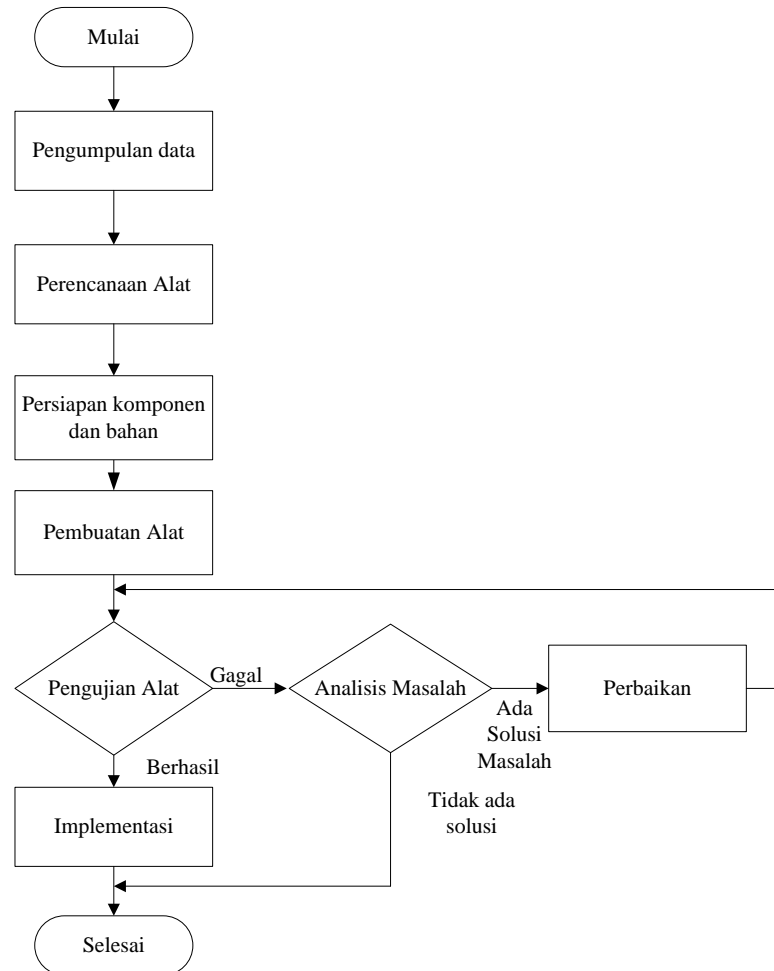 Mulai
Pengumpulan data
Perencanaan Alat
Persiapan komponen
dan bahan
Pembuatan Alat
Pengujian Alat
Gagal
Analisis Masalah
Ada
Solusi
Masalah
Perbaikan
Berhasil
Tidak ada
solusi
Implementasi
Selesai